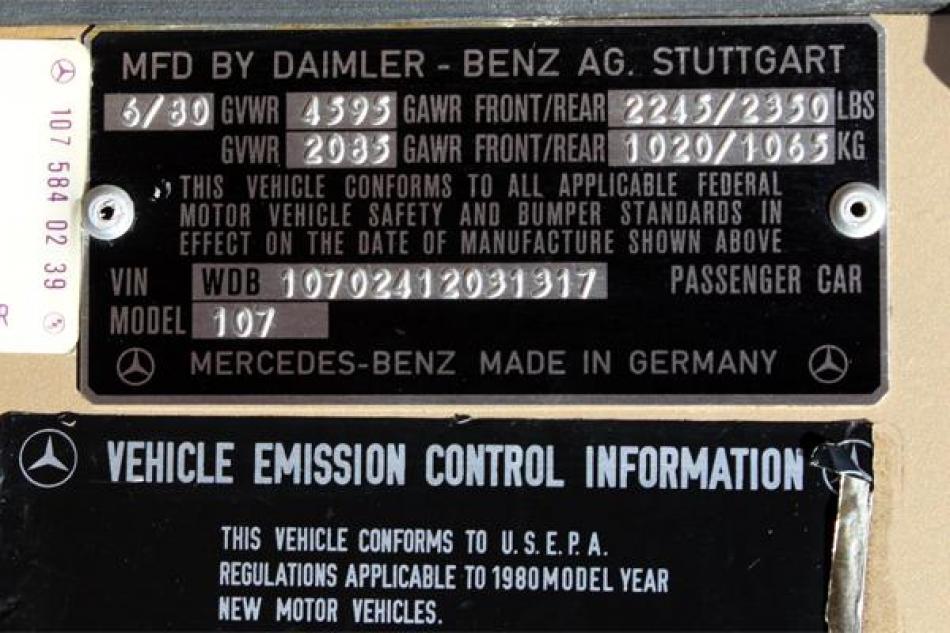 MFD BY DAIMLER - BENZ AG. STUTTGART
6/80 GVWR 4595 GAWR FRONT/REAR 2245/2350 LBS
GVWR 2085 GAWR FRONT/REAR 1020/1065 KG
THIS VEHICLE CONFORMS TO ALL APPLICABLE FEDERAL
MOTOR VEHICLE SAFETY AND BUMPER STANDARDS IN
EFFECT ON THE DATE OF MANUFACTURE SHOWN ABOVE
VIN WDB 10702412031317 PASSENGER CAR
MODEL 107
MERCEDES-BENZ MADE IN GERMANY
107 584 02 39
R
VEHICLE EMISSION CONTROL INFORMATION
THIS VEHICLE CONFORMS TO U.S.E.P.A.
REGULATIONS APPLICABLE TO 1980 MODEL YEAR
NEW MOTOR VEHICLES.